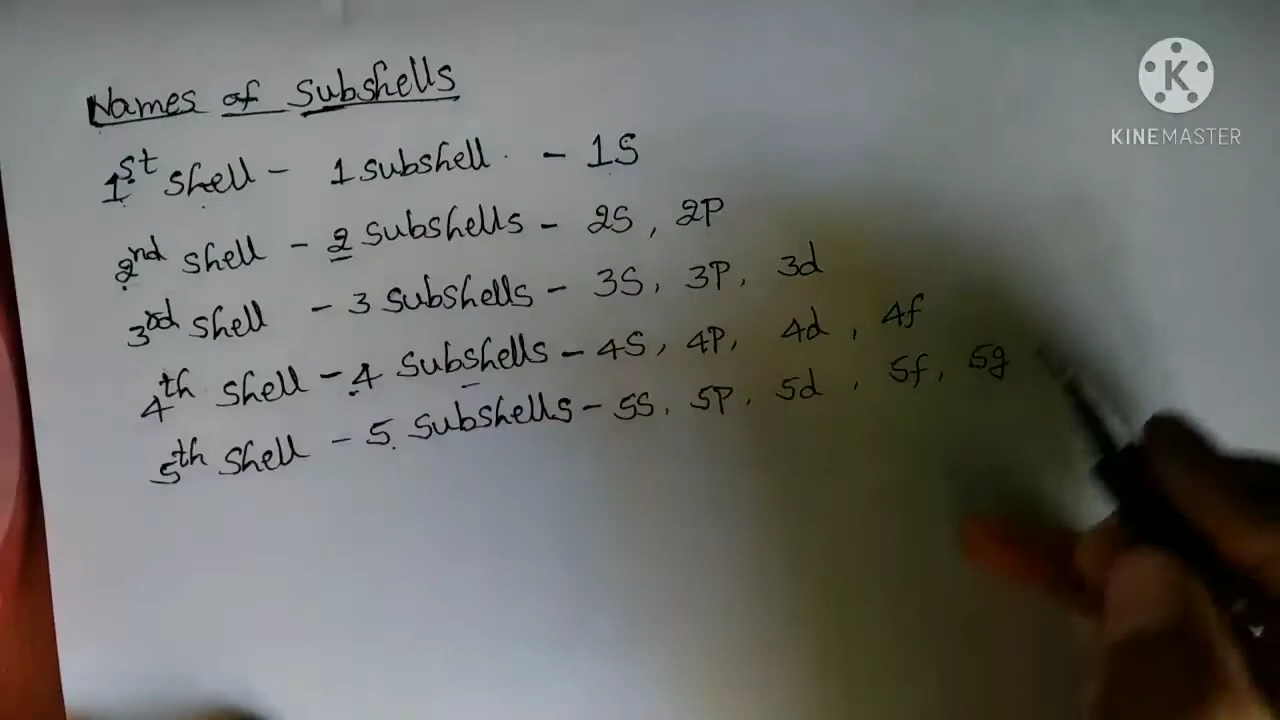 Names of Subshells
1st shell - 1 subshell - 1S
2nd shell - 2 subshells - 2S, 2P
3rd shell - 3 subshells - 3S, 3P, 3d
4th shell - 4 subshells - 4S, 4P, 4d, 4f
5th shell - 5 subshells - 5S, 5P, 5d, 5f, 5g
K
KINEMASTER